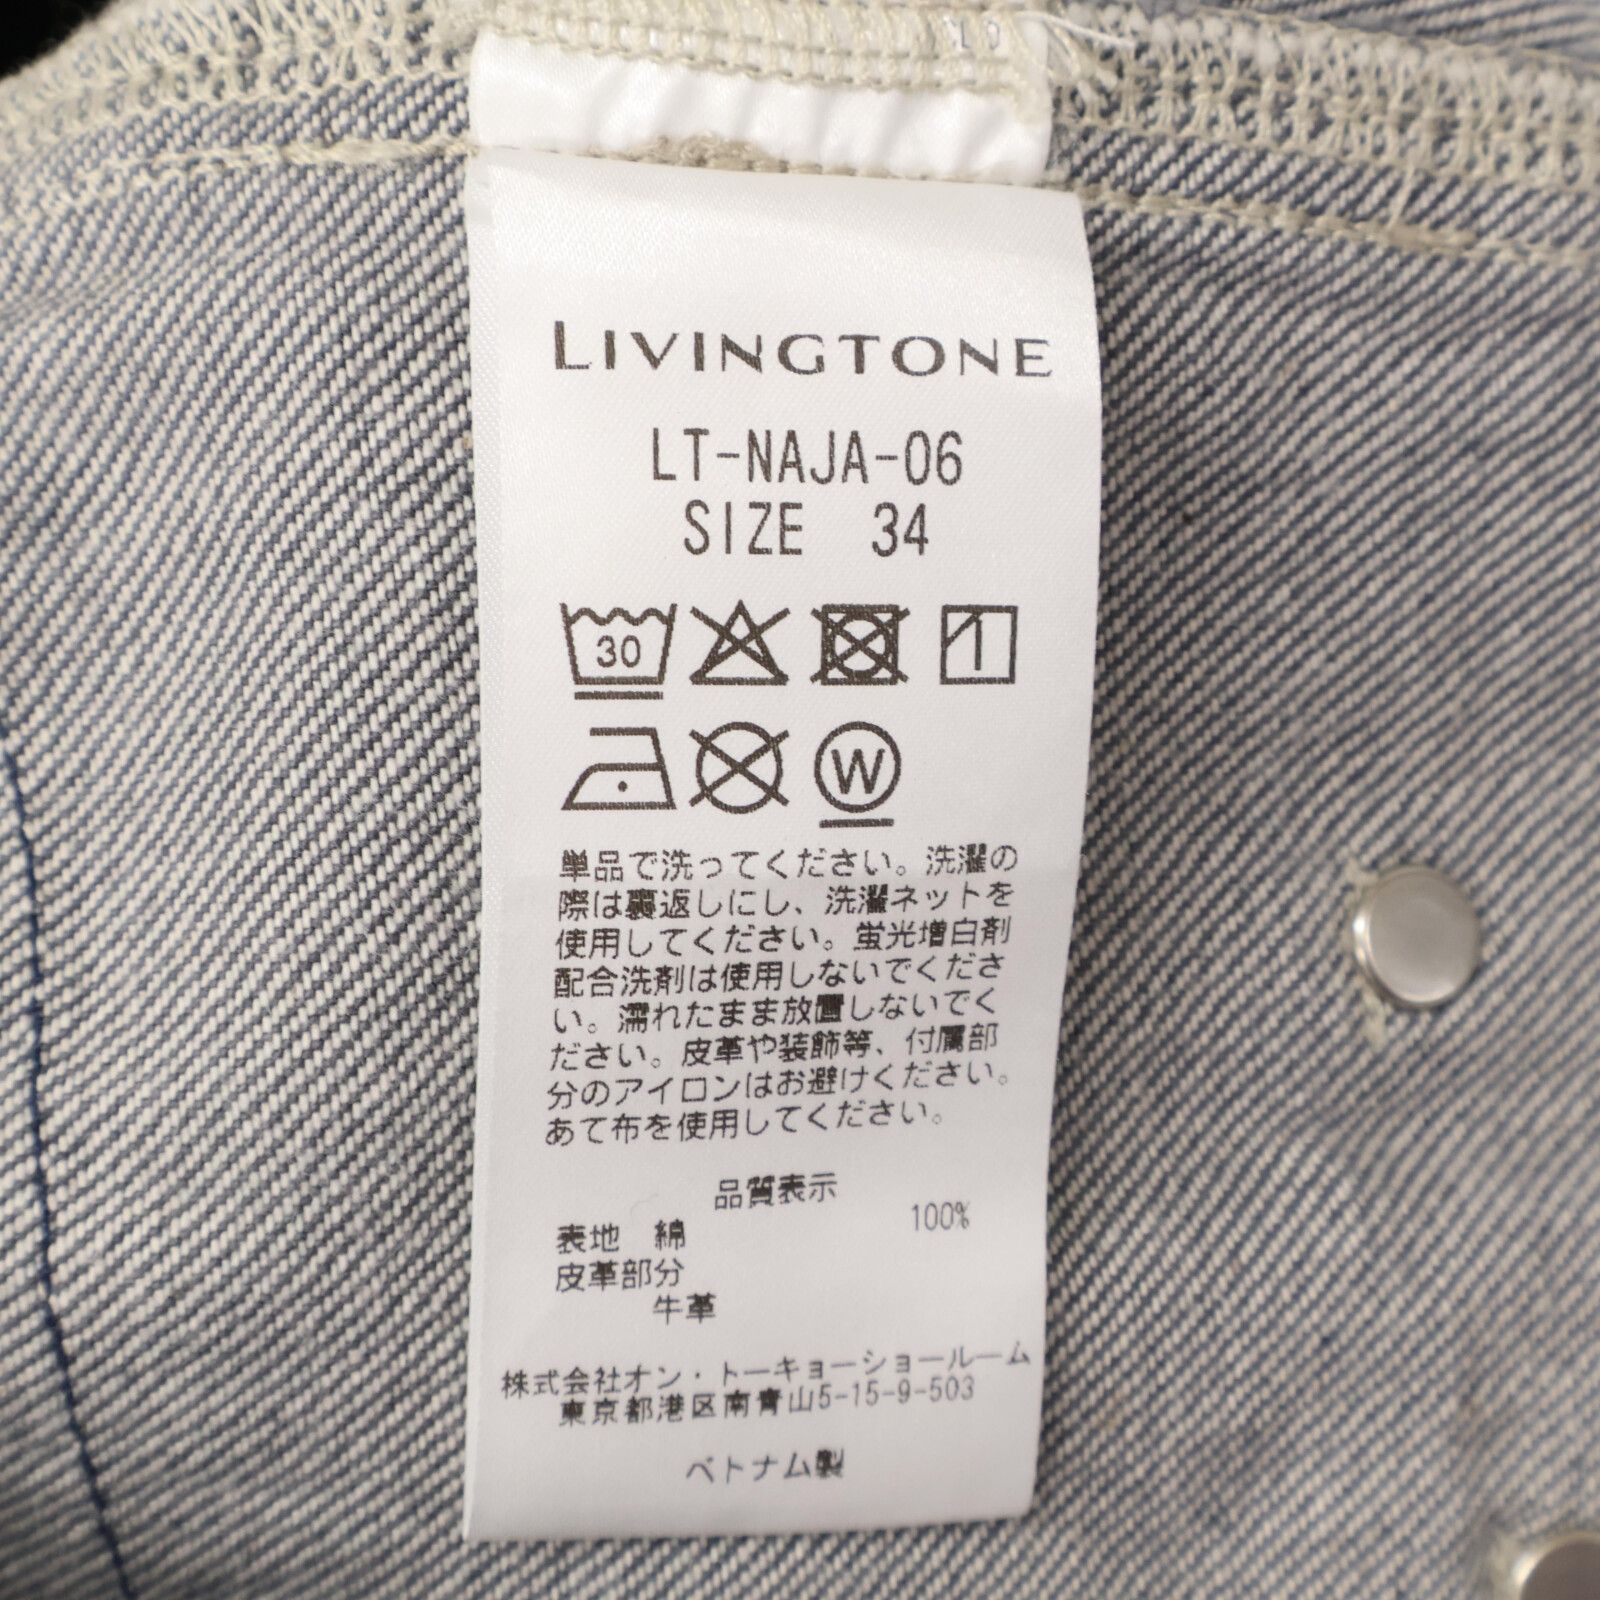 10
LIVINGTONE
LT-NAJA-06
SIZE 34
30
W
単品で洗ってください。洗濯の
際は裏返しにし、洗濯ネットを
使用してください。蛍光増白剤
配合洗剤は使用しないでくださ
い。濡れたまま放置しないでく
ださい。皮革や装飾等、付属部
分のアイロンはお避けください。
あて布を使用してください。
品質表示
表地 綿 100%
皮革部分
牛革
株式会社オン・トーキョーショールーム
東京都港区南青山5-15-9-503
ベトナム製